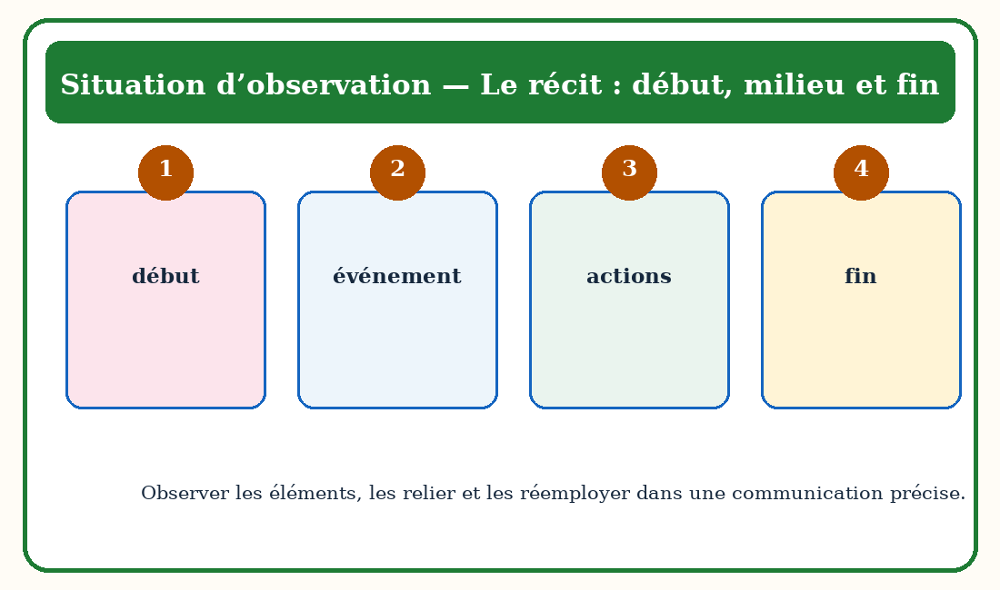 Situation d’observation — Le récit : début, milieu et fin
1 2 3 4
début événement actions fin
Observer les éléments, les relier et les réemployer dans une communication précise.